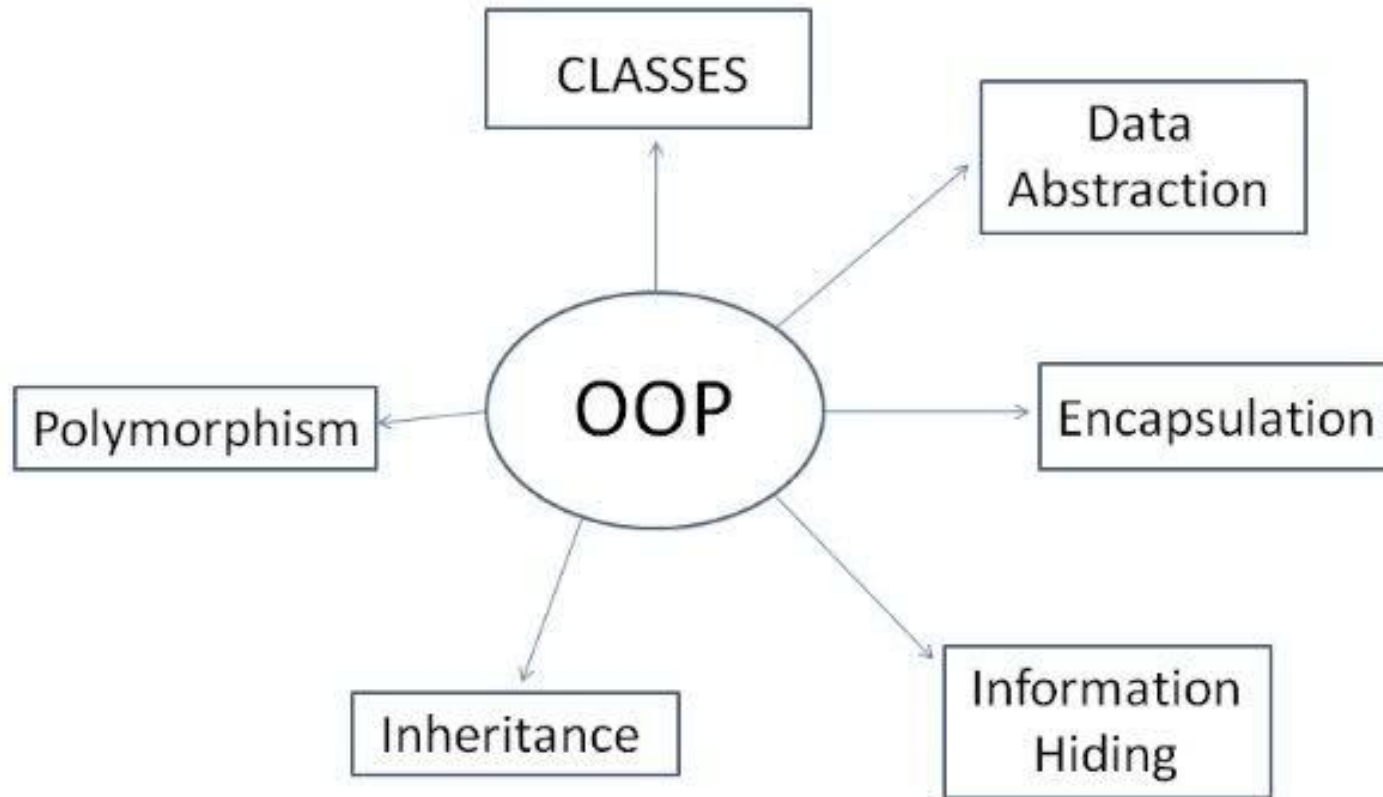 CLASSES
Data
Abstraction
OOP
Polymorphism
Encapsulation
Inheritance
Information
Hiding